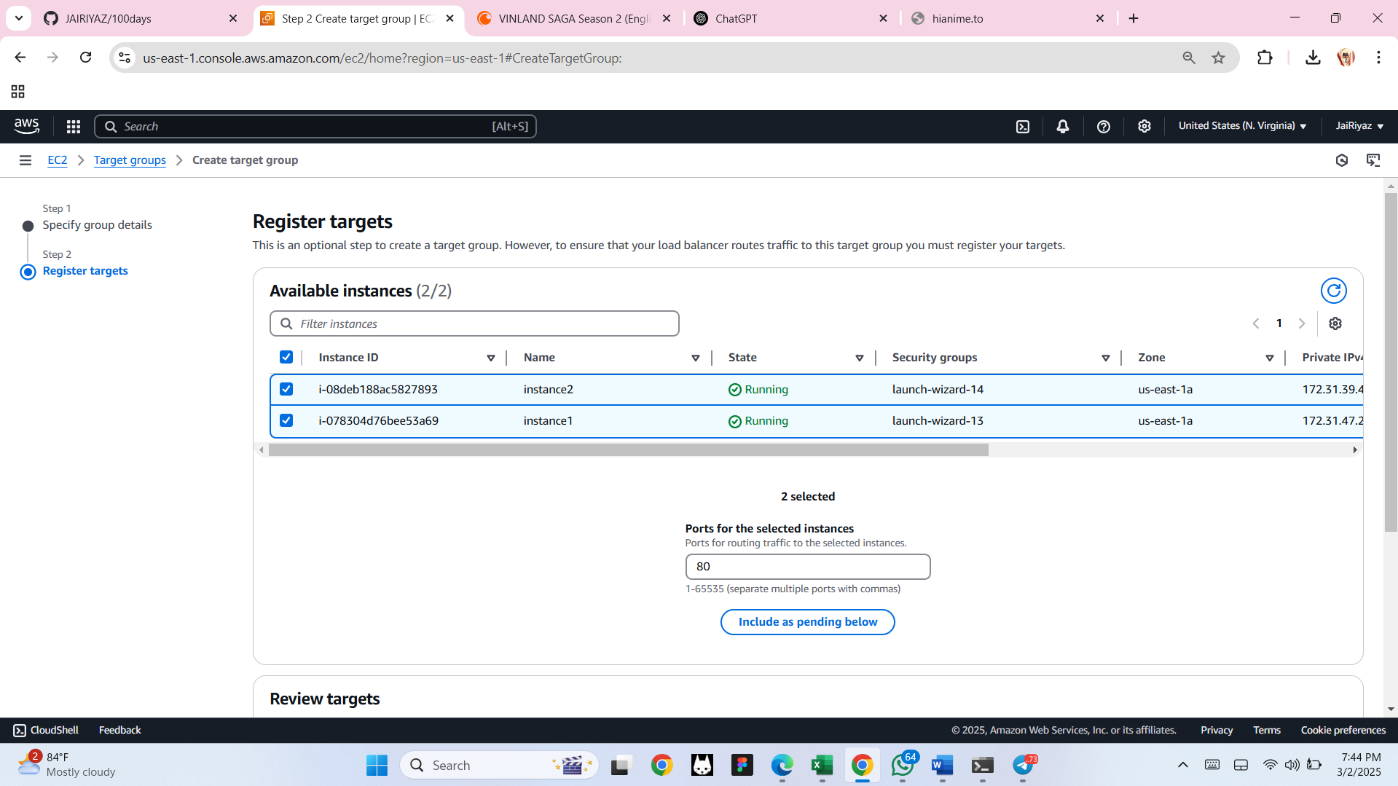 JAIRIYAZ/100days
Step 2 Create target group | EC
VINLAND SAGA Season 2 (Engli
ChatGPT
hianime.to
us-east-1.console.aws.amazon.com/ec2/home?region=us-east-1#CreateTargetGroup:
aws
Search
[Alt+S]
United States (N. Virginia)
JaiRiyaz
EC2
Target groups
Create target group
Step 1
Specify group details
Step 2
Register targets
Register targets
This is an optional step to create a target group. However, to ensure that your load balancer routes traffic to this target group you must register your targets.
Available instances (2/2)
Filter instances
1
Instance ID Name State Security groups Zone Private IPv4
i-08deb188ac5827893 instance2 Running launch-wizard-14 us-east-1a 172.31.39.4
i-078304d76bee53a69 instance1 Running launch-wizard-13 us-east-1a 172.31.47.2
2 selected
Ports for the selected instances
Ports for routing traffic to the selected instances.
80
1-65535 (separate multiple ports with commas)
Include as pending below
Review targets
CloudShell Feedback © 2025, Amazon Web Services, Inc. or its affiliates. Privacy Terms Cookie preferences
2
84°F
Mostly cloudy
Search
64
73
7:44 PM
3/2/2025